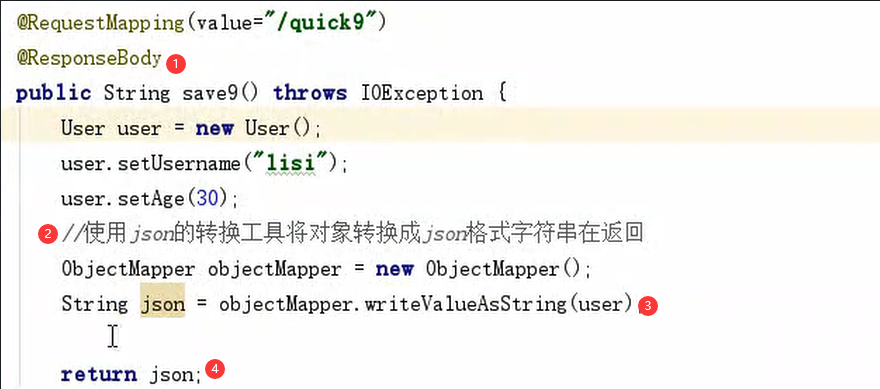 @RequestMapping(value="/quick9")
@ResponseBody 1
public String save9() throws IOException {
User user = new User();
user.setUsername("lisi");
user.setAge(30);
2 //使用json的转换工具将对象转换成json格式字符串在返回
ObjectMapper objectMapper = new ObjectMapper();
String json = objectMapper.writeValueAsString(user) 3
return json; 4